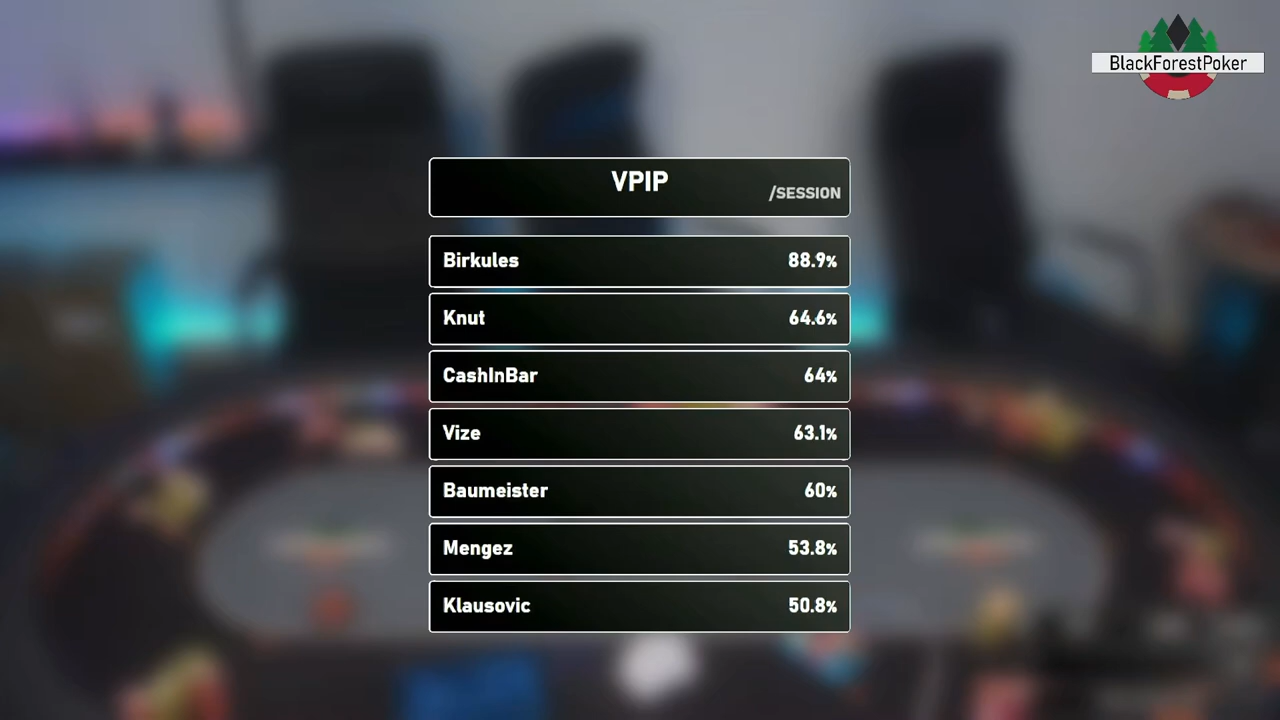 BlackForestPoker
VPIP
/SESSION
Birkules 88.9%
Knut 64.6%
CashInBar 64%
Vize 63.1%
Baumeister 60%
Mengez 53.8%
Klausovic 50.8%